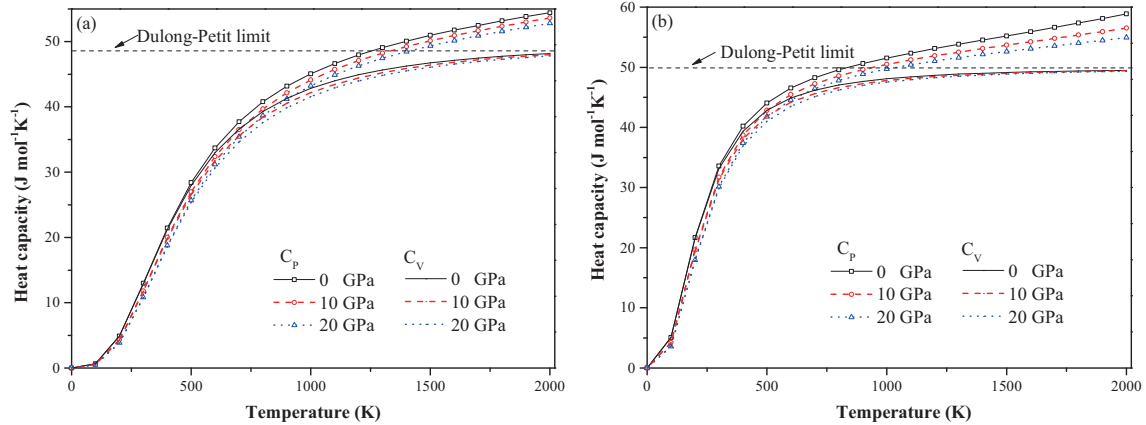 (a)
Dulong-Petit limit
Heat capacity (J mol⁻¹K⁻¹)
50
40
30
20
10
0
C_P C_V
0 GPa 0 GPa
10 GPa 10 GPa
20 GPa 20 GPa
0 500 1000 1500 2000
Temperature (K)
(b)
Dulong-Petit limit
Heat capacity (J mol⁻¹K⁻¹)
60
50
40
30
20
10
0
C_P C_V
0 GPa 0 GPa
10 GPa 10 GPa
20 GPa 20 GPa
0 500 1000 1500 2000
Temperature (K)